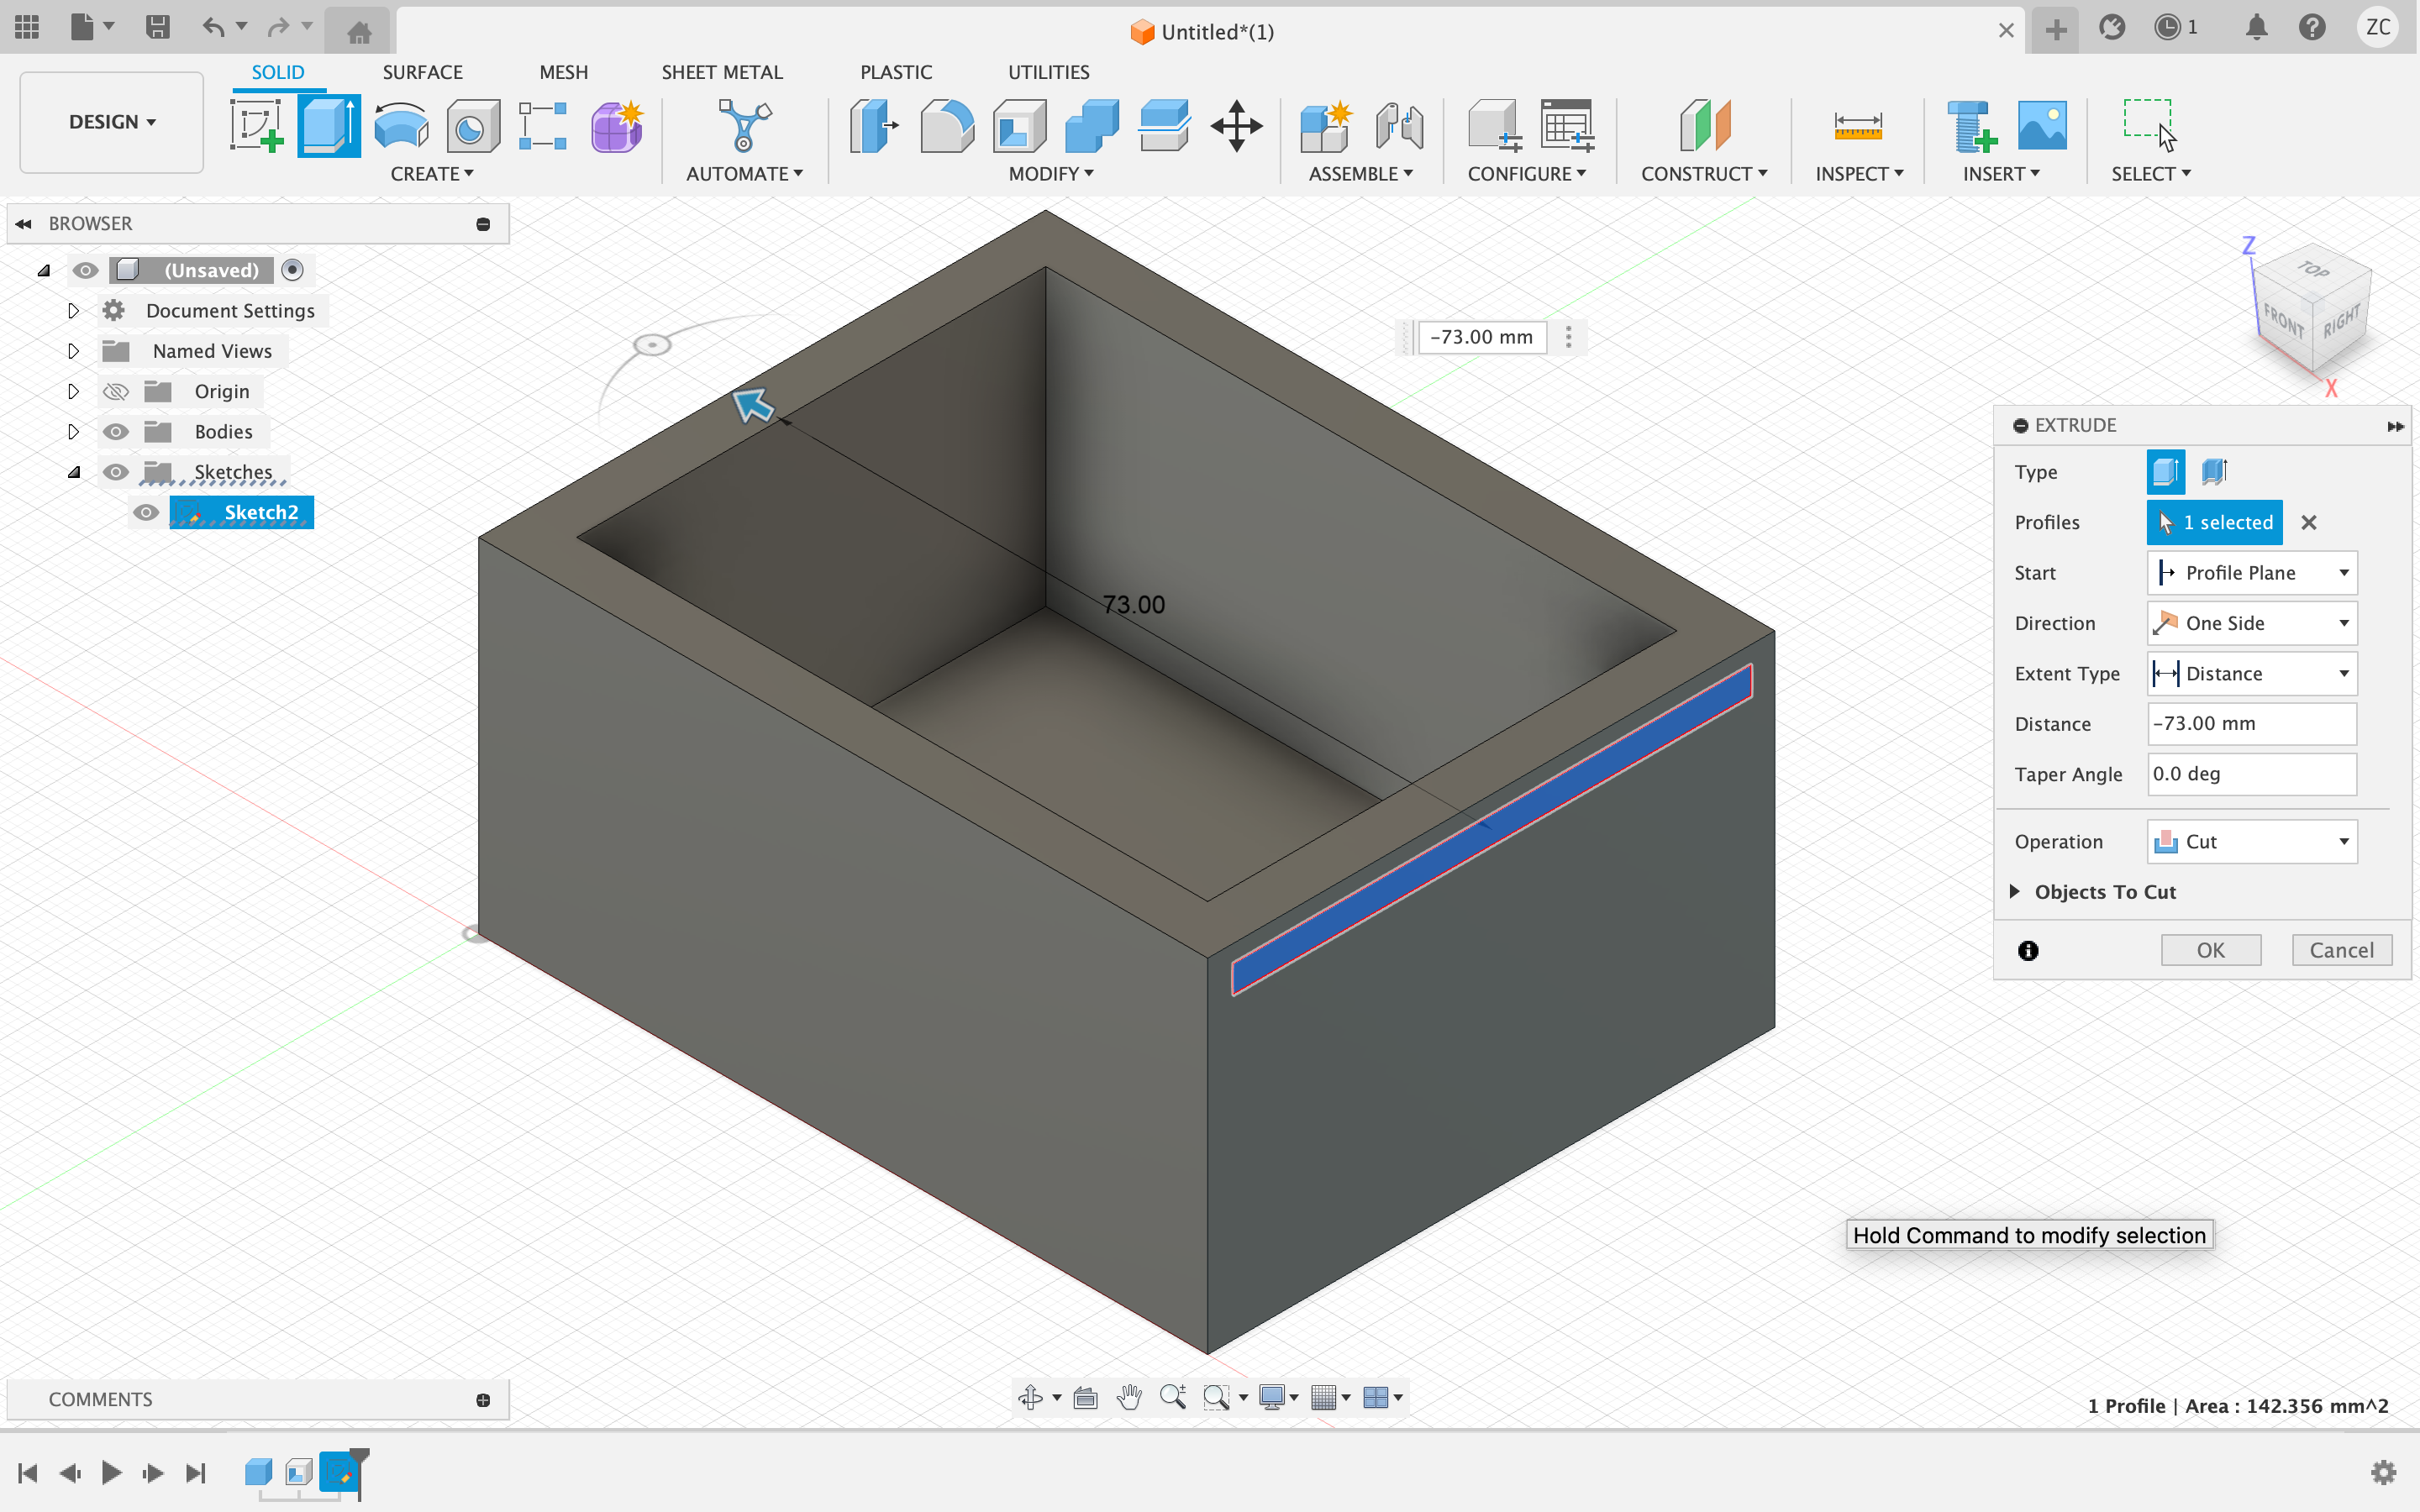 Untitled*(1)
1
ZC
DESIGN
SOLID
SURFACE
MESH
SHEET METAL
PLASTIC
UTILITIES
CREATE
AUTOMATE
MODIFY
ASSEMBLE
CONFIGURE
CONSTRUCT
INSPECT
INSERT
SELECT
BROWSER
(Unsaved)
Document Settings
Named Views
Origin
Bodies
Sketches
Sketch2
-73.00 mm
73.00
Z
TOP
FRONT
RIGHT
X
EXTRUDE
Type
Profiles
1 selected
Start
Profile Plane
Direction
One Side
Extent Type
Distance
Distance
-73.00 mm
Taper Angle
0.0 deg
Operation
Cut
Objects To Cut
OK
Cancel
Hold Command to modify selection
COMMENTS
1 Profile | Area : 142.356 mm^2